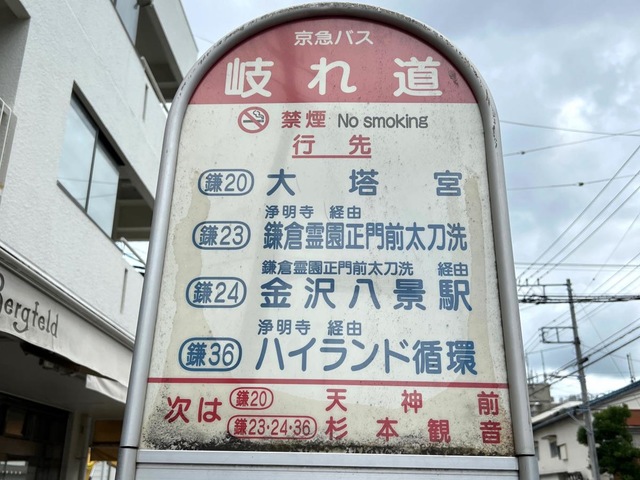 京急バス
岐れ道
禁煙 No smoking
行先
鎌20 大塔宮
浄明寺 経由
鎌23 鎌倉霊園正門前太刀洗
鎌倉霊園正門前太刀洗 経由
鎌24 金沢八景駅
浄明寺 経由
鎌36 ハイランド循環
次は 鎌20 天神前
鎌23・24・36 杉本観音
Bergfeld